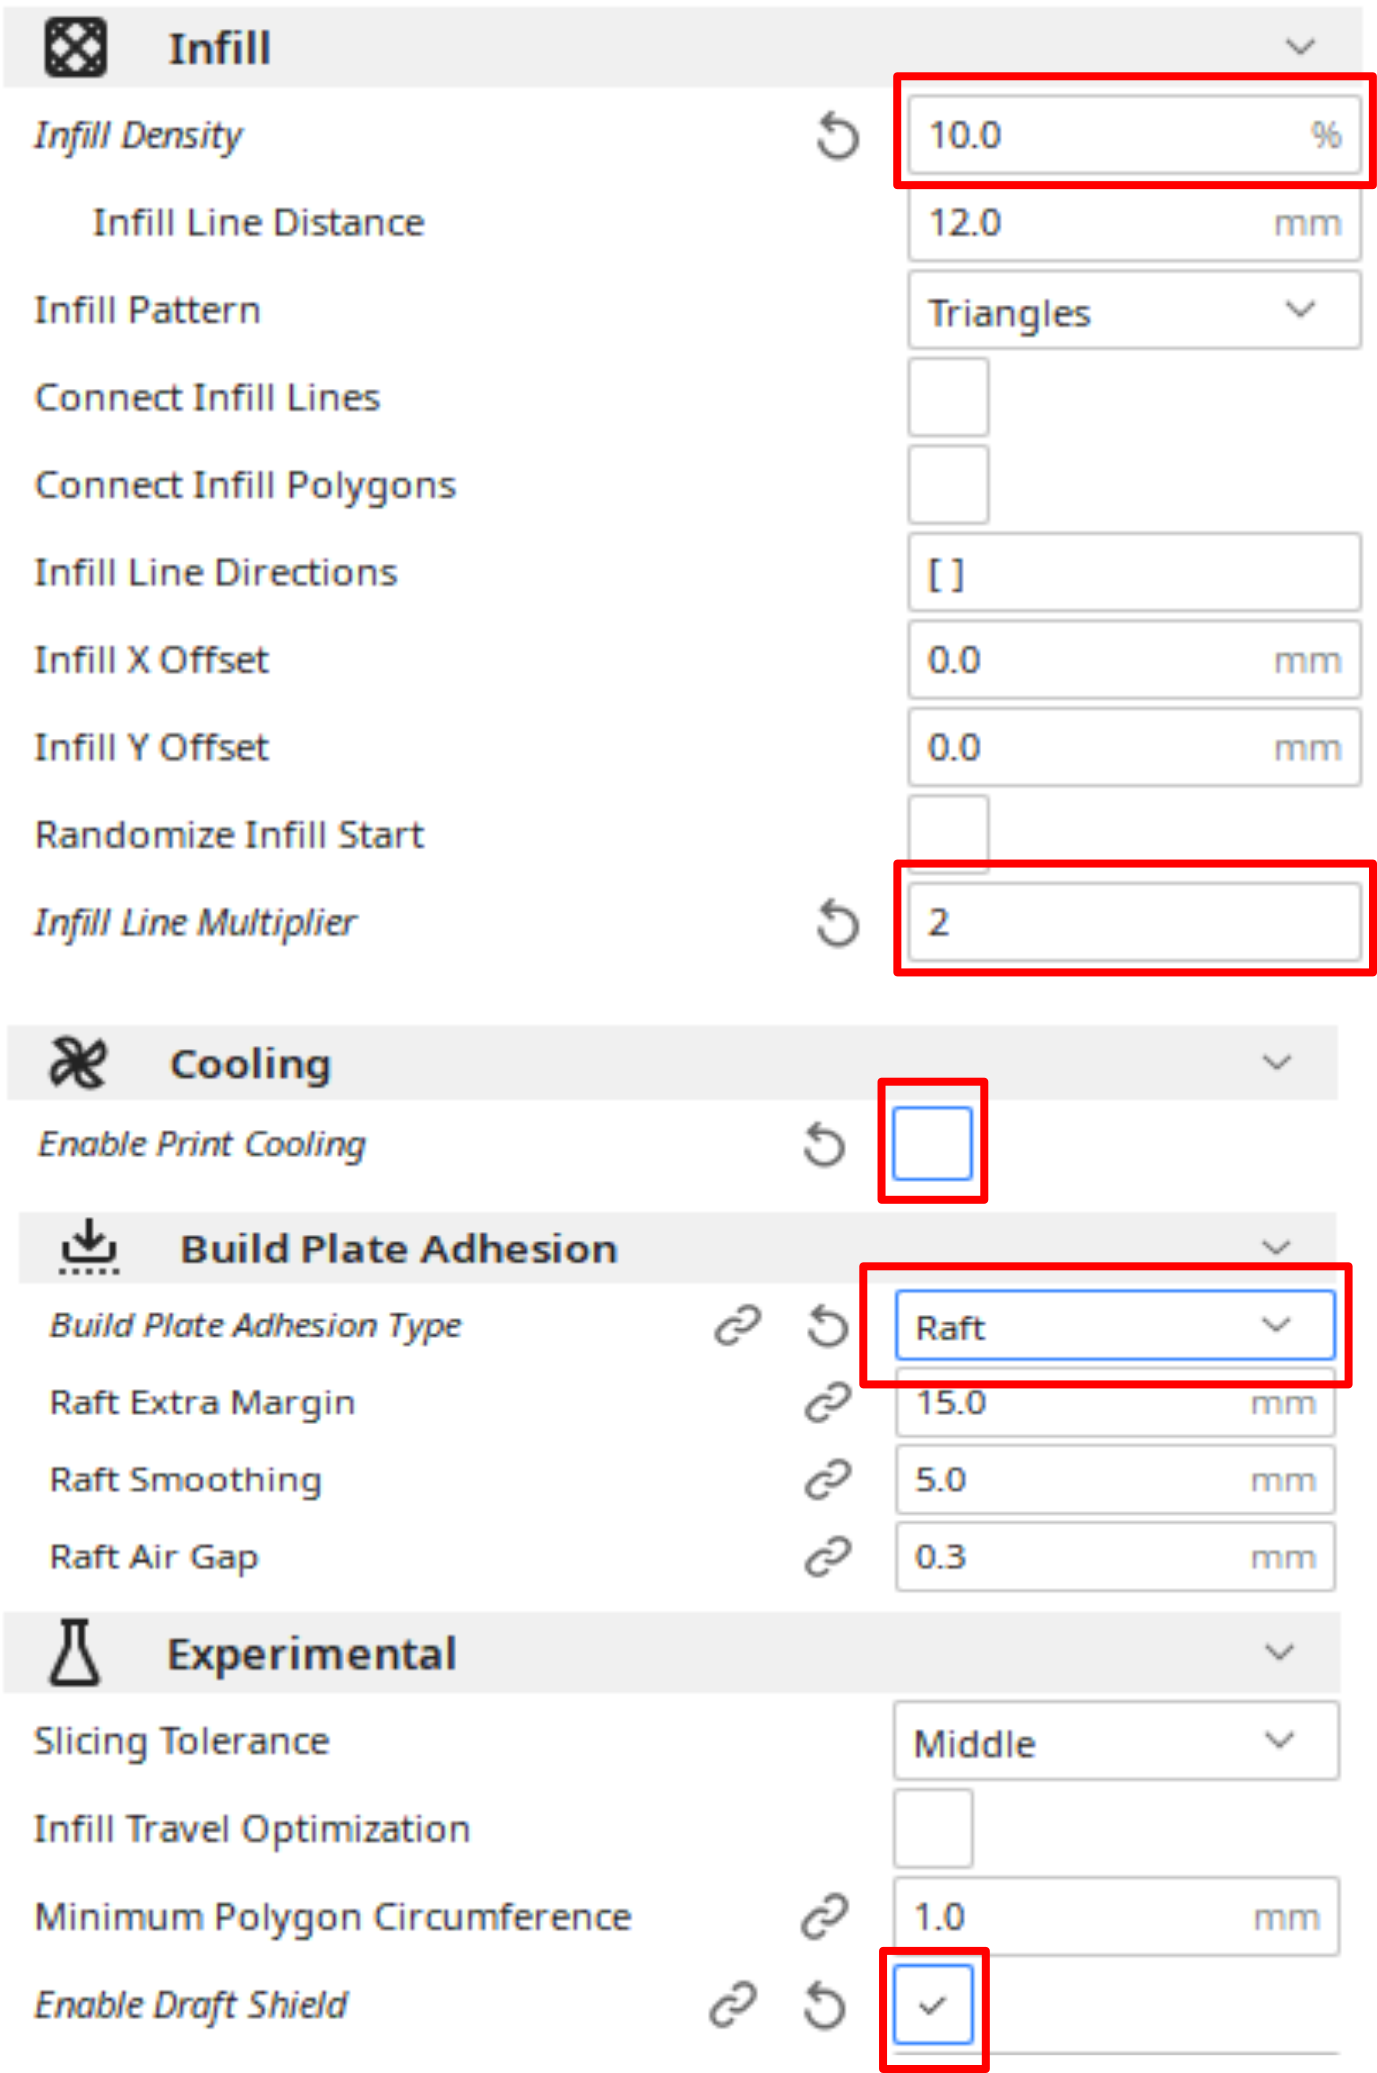 Infill
Infill Density 10.0 %
Infill Line Distance 12.0 mm
Infill Pattern Triangles
Connect Infill Lines
Connect Infill Polygons
Infill Line Directions [ ]
Infill X Offset 0.0 mm
Infill Y Offset 0.0 mm
Randomize Infill Start
Infill Line Multiplier 2
Cooling
Enable Print Cooling
Build Plate Adhesion
Build Plate Adhesion Type Raft
Raft Extra Margin 15.0 mm
Raft Smoothing 5.0 mm
Raft Air Gap 0.3 mm
Experimental
Slicing Tolerance Middle
Infill Travel Optimization
Minimum Polygon Circumference 1.0 mm
Enable Draft Shield